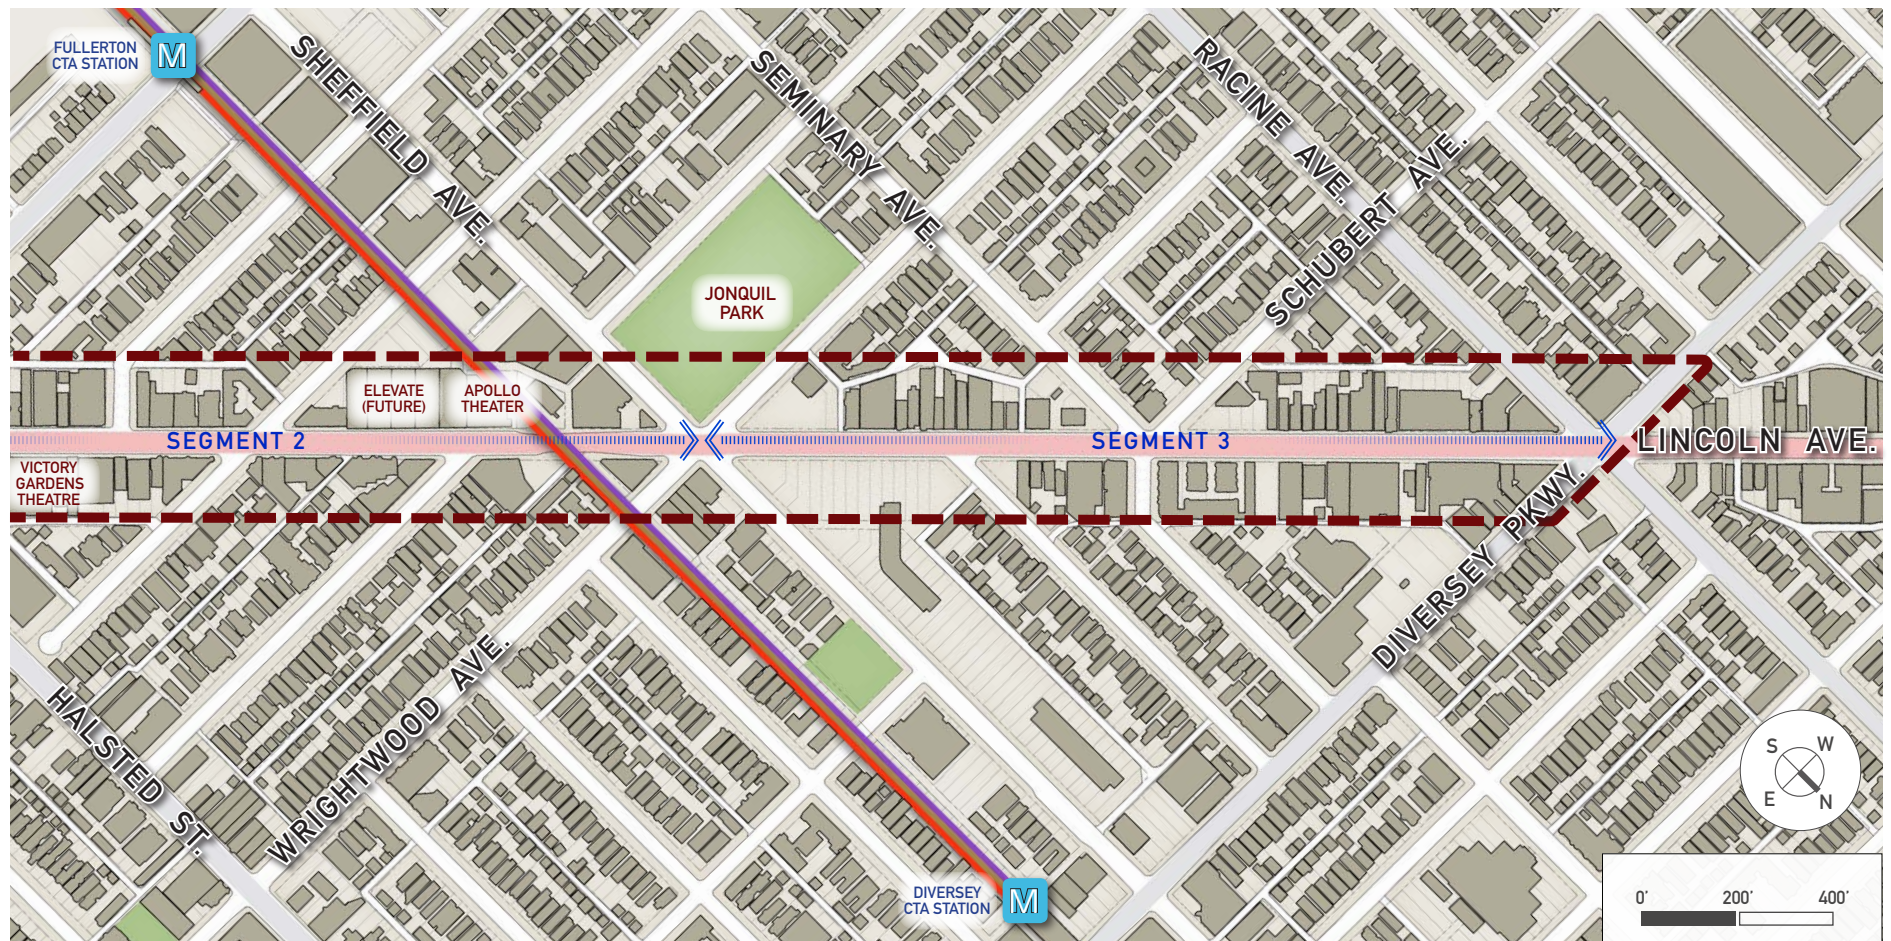 FULLERTON
CTA STATION
M
SHEFFIELD AVE.
SEMINARY AVE.
RACINE AVE.
SCHUBERT AVE.
JONQUIL
PARK
ELEVATE
(FUTURE)
APOLLO
THEATER
SEGMENT 2
SEGMENT 3
LINCOLN AVE.
VICTORY
GARDENS
THEATRE
DIVERSEY PKWY.
WRIGHTWOOD AVE.
HALSTED ST.
DIVERSEY
CTA STATION
M
S W
E N
0' 200' 400'